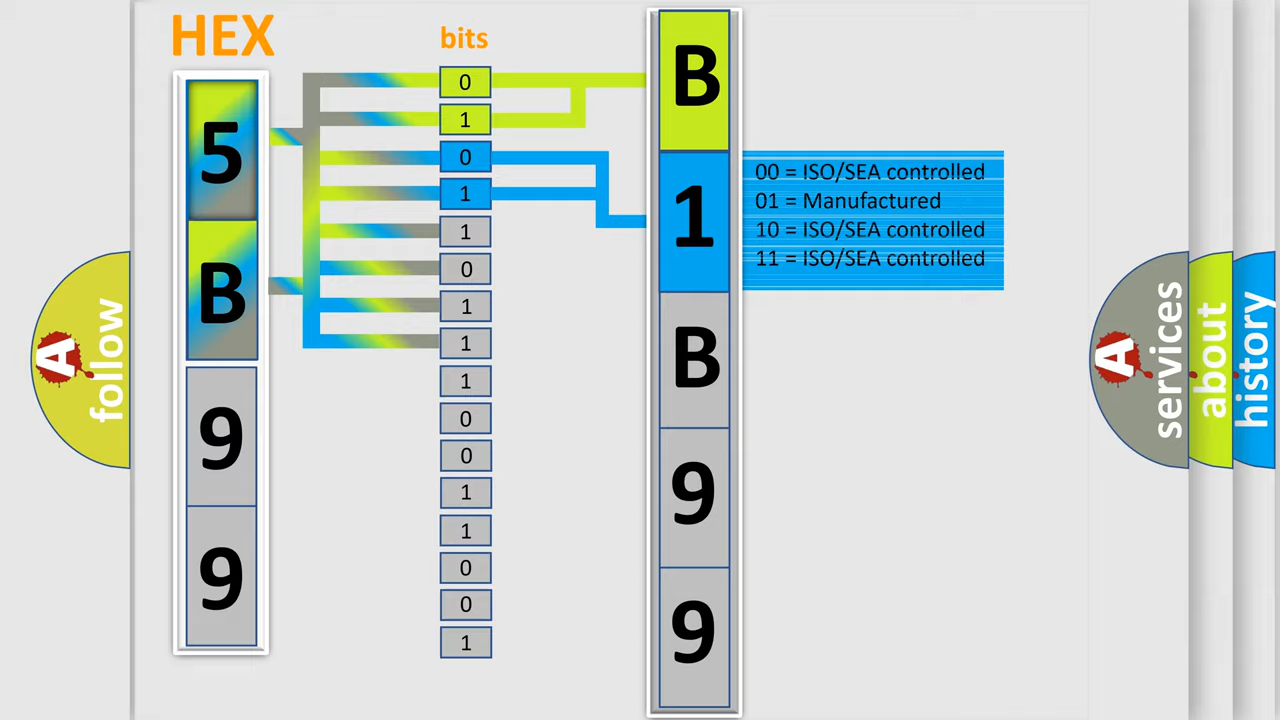 HEX
bits
5
B
9
9
0
1
0
1
1
0
1
1
1
0
0
1
1
0
0
1
B
1
B
9
9
00 = ISO/SEA controlled
01 = Manufactured
10 = ISO/SEA controlled
11 = ISO/SEA controlled
A
follow
A
services
about
history